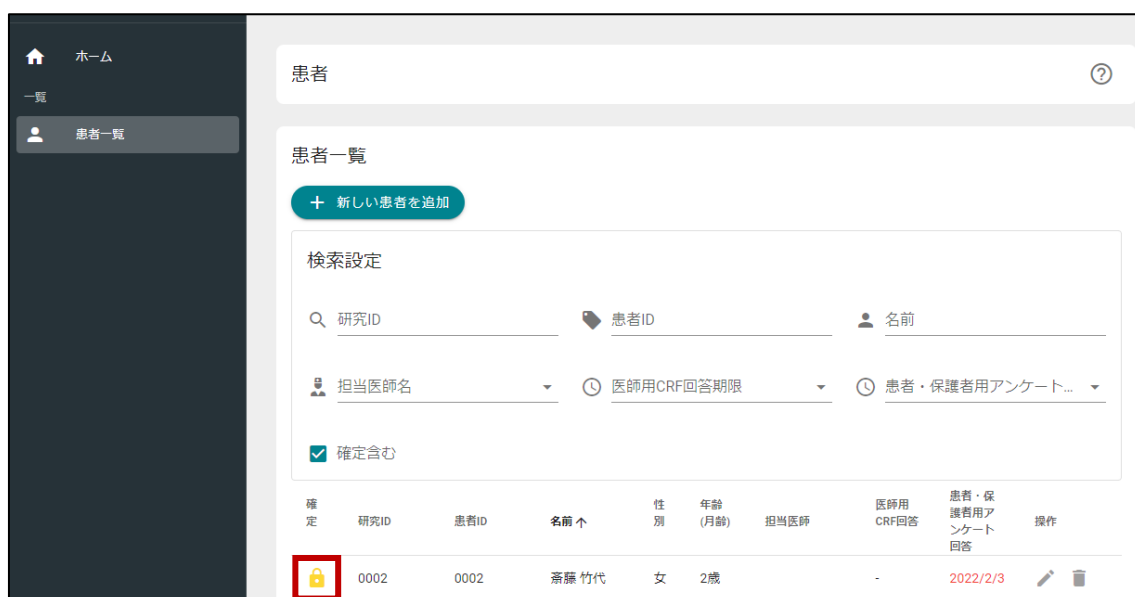 ホーム
一覧
患者一覧
患者
患者一覧
新しい患者を追加
検索設定
研究ID
患者ID
名前
担当医師名
医師用CRF回答期限
患者・保護者用アンケート...
確定含む
確定
研究ID
患者ID
名前
性別
年齢
(月齢)
担当医師
医師用
CRF回答
患者・保
護者用ア
ンケート
回答
操作
0002
0002
斎藤 竹代
女
2歳
-
2022/2/3